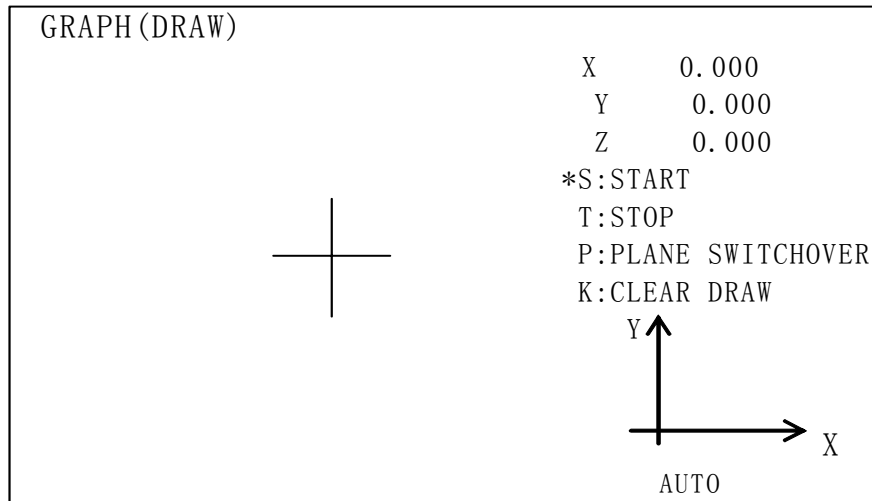 GRAPH(DRAW)
X 0.000
Y 0.000
Z 0.000
*S:START
T:STOP
P:PLANE SWITCHOVER
K:CLEAR DRAW
Y
X
AUTO